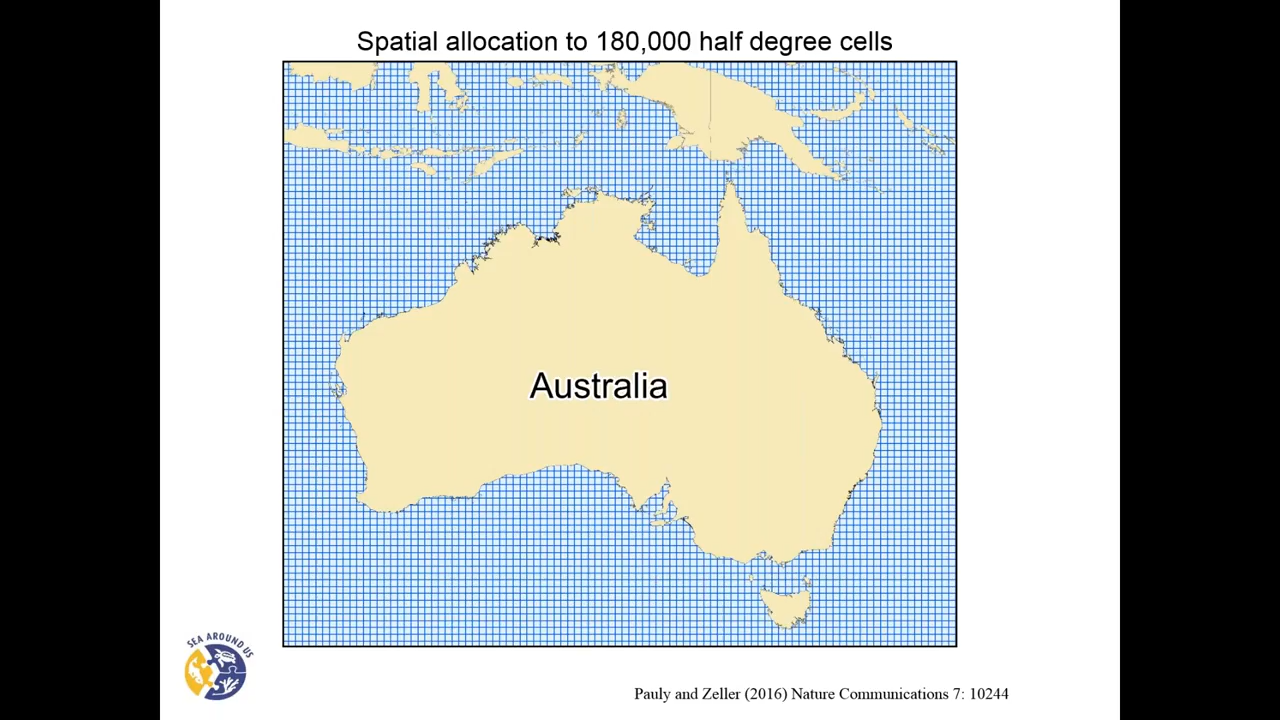 Spatial allocation to 180,000 half degree cells
Australia
SEA AROUND US
Pauly and Zeller (2016) Nature Communications 7: 10244